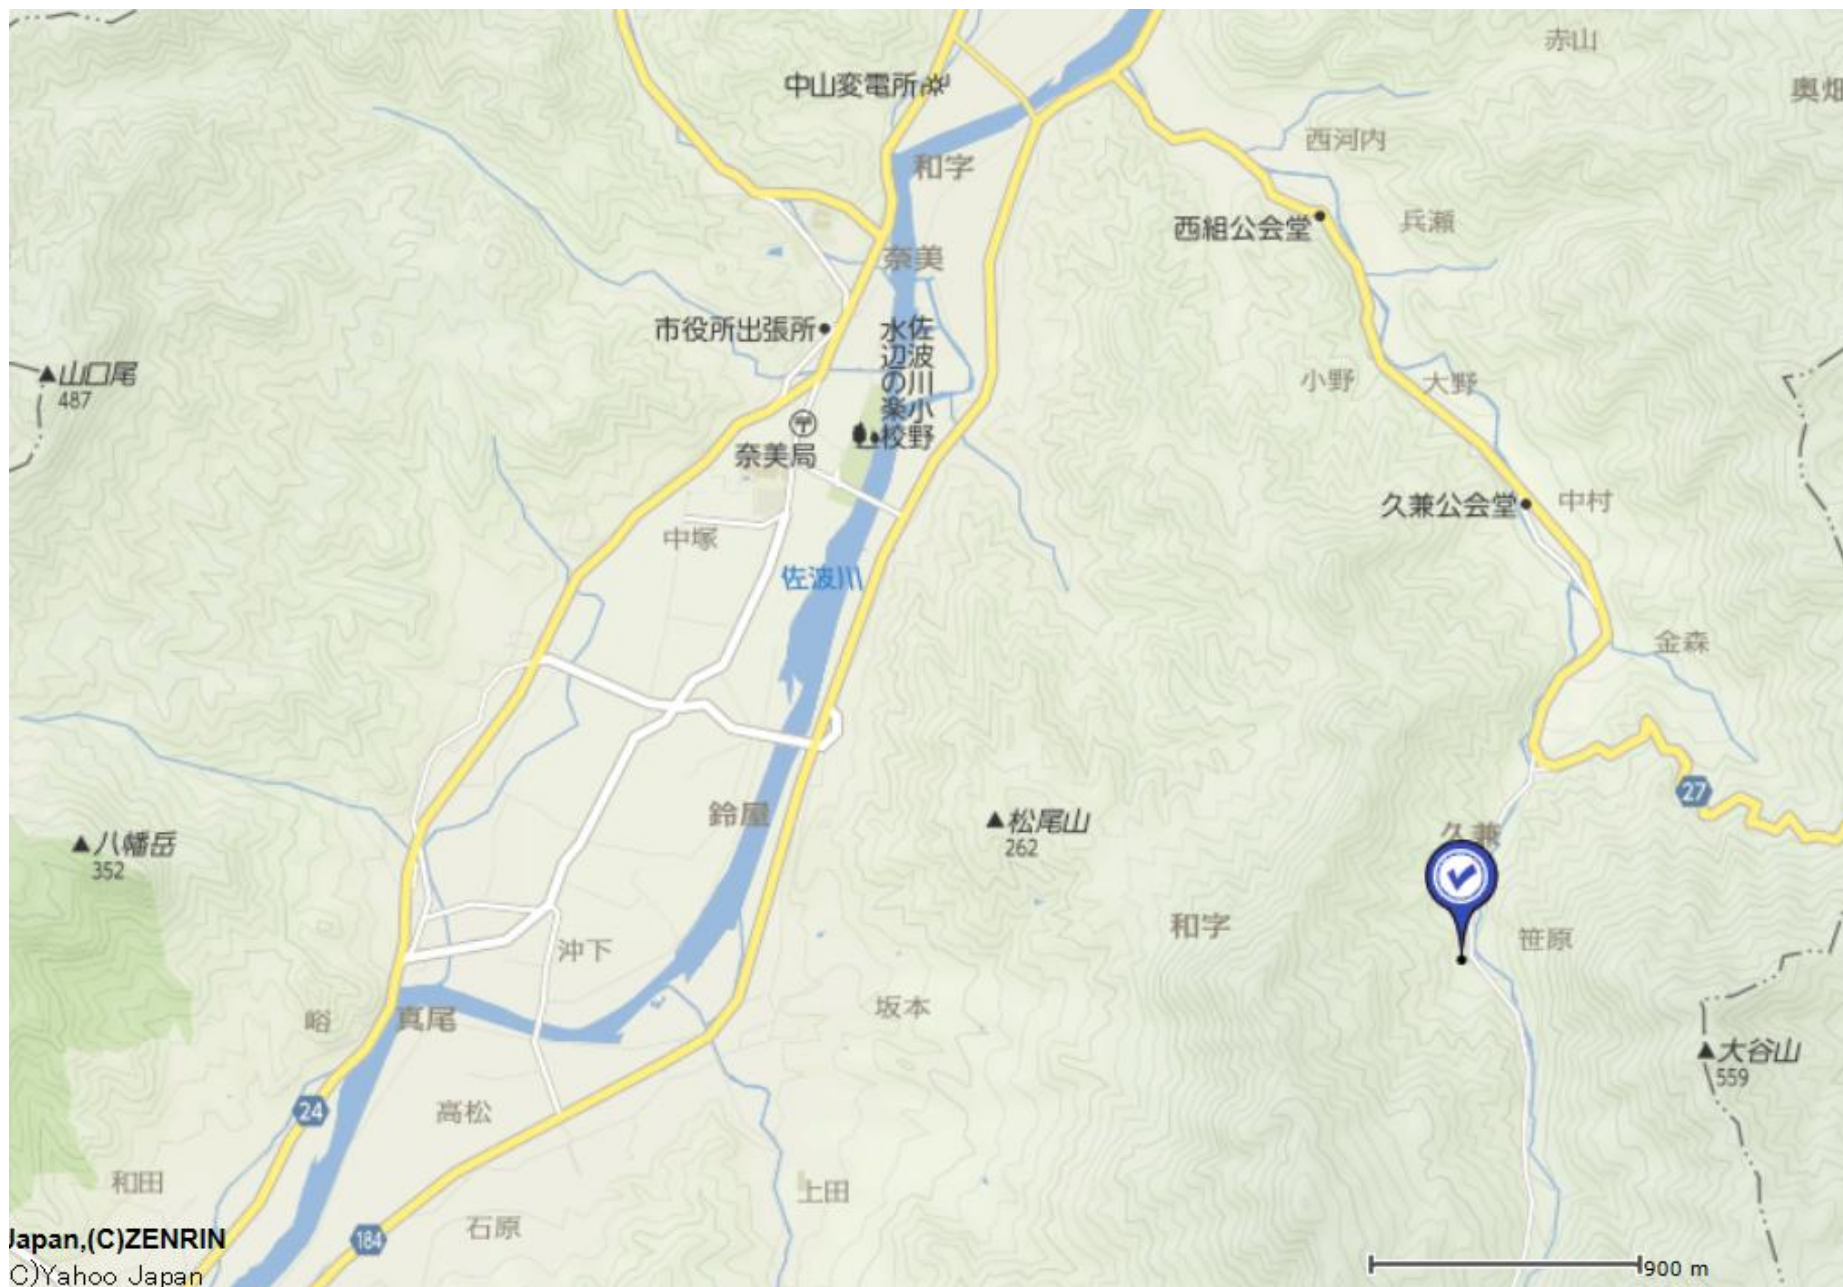 赤山
中山変電所
奥畑
西河内
和字
西組公会堂
兵瀬
奈美
市役所出張所
佐波川小野
水辺の楽校
山口尾
487
小野
大野
奈美局
久兼公会堂
中村
中塚
佐波川
金森
27
鈴屋
松尾山
262
久兼
八幡岳
352
和字
笹原
沖下
坂本
峪
真尾
大谷山
559
24
高松
和田
上田
石原
184
Japan,(C)ZENRIN
C)Yahoo Japan
900 m